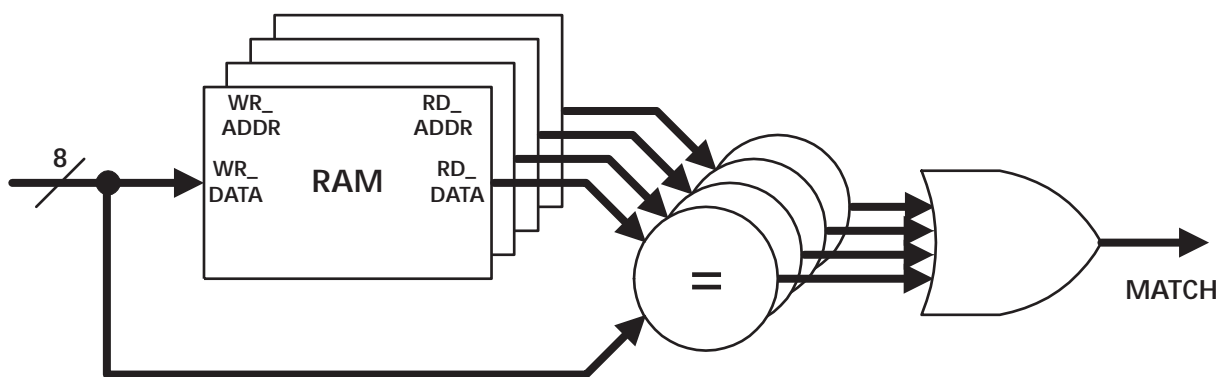 8
WR_
ADDR
RD_
ADDR
WR_
DATA
RAM
RD_
DATA
=
MATCH